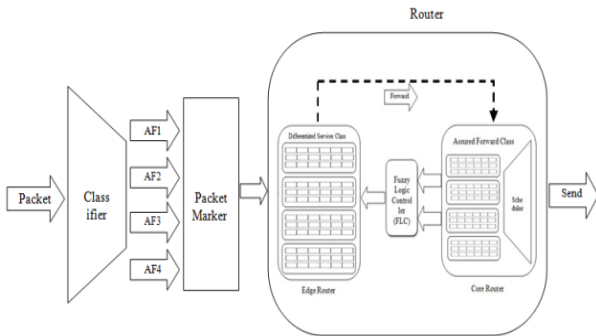 Router
Forward
AF1
Differentiated Services Class
Assured Forward Class
AF2
Packet
Class
ifier
Packet
Marker
Fuzzy
Logic
Control
ler
(FLC)
Sche
duler
Send
AF3
AF4
Edge Router
Core Router